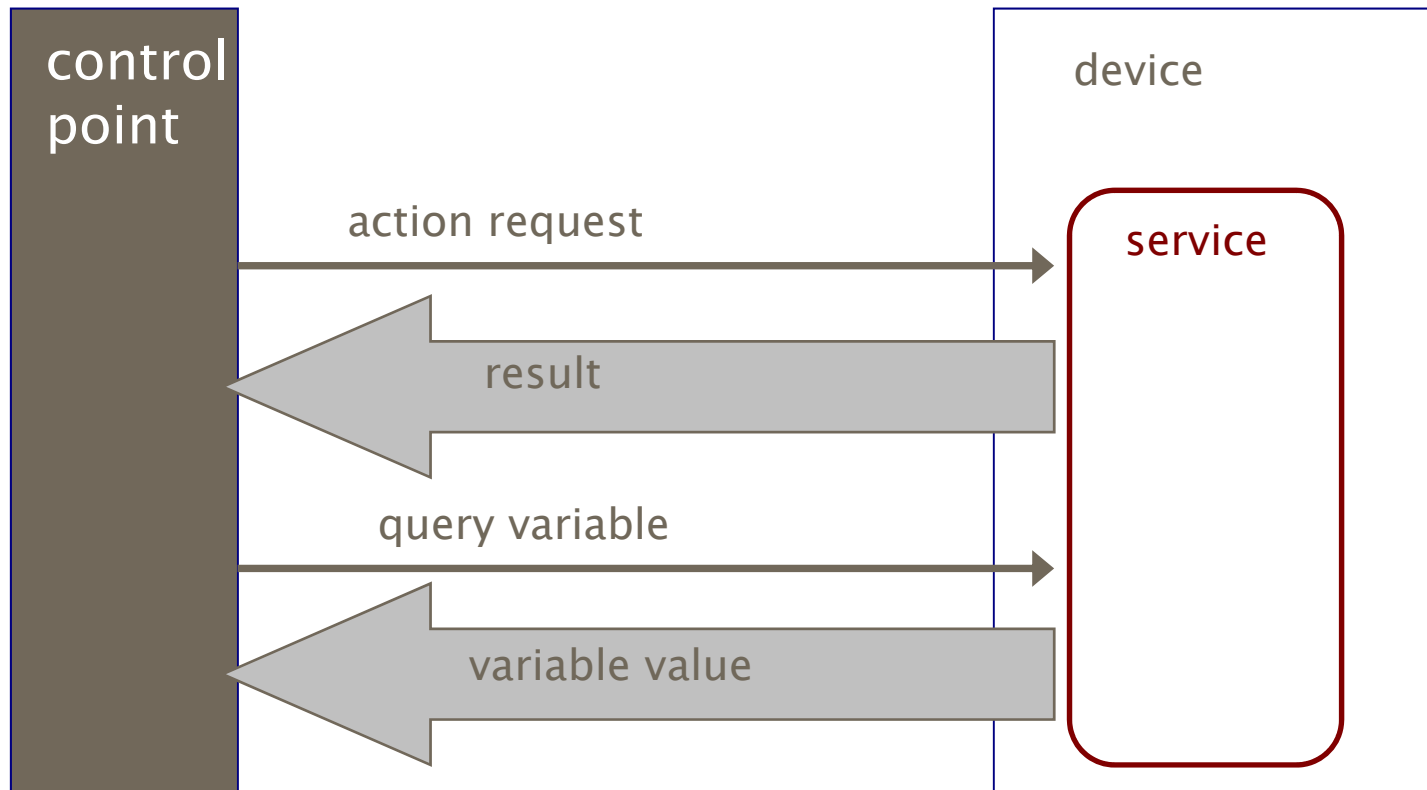 control
point
device
action request
service
result
query variable
variable value